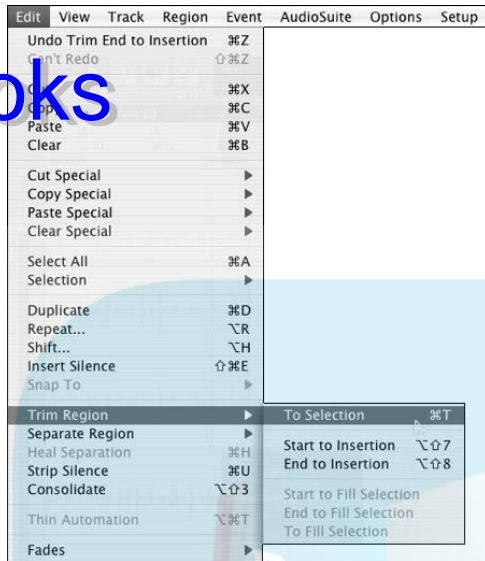 Edit View Track Region Event AudioSuite Options Setup
Undo Trim End to Insertion ⌘Z
Can't Redo ⇧⌘Z
oks
⌘X
⌘C
Paste ⌘V
Clear ⌘B
Cut Special
Copy Special
Paste Special
Clear Special
Select All ⌘A
Selection
Duplicate ⌘D
Repeat... ⌥R
Shift... ⌥H
Insert Silence ⇧⌘E
Snap To
Trim Region
To Selection ⌘T
Separate Region
Start to Insertion ⌥⇧7
Heal Separation ⌘H
End to Insertion ⌥⇧8
Strip Silence ⌘U
Start to Fill Selection
Consolidate ⌥⇧3
End to Fill Selection
Thin Automation ⌥⌘T
To Fill Selection
Fades